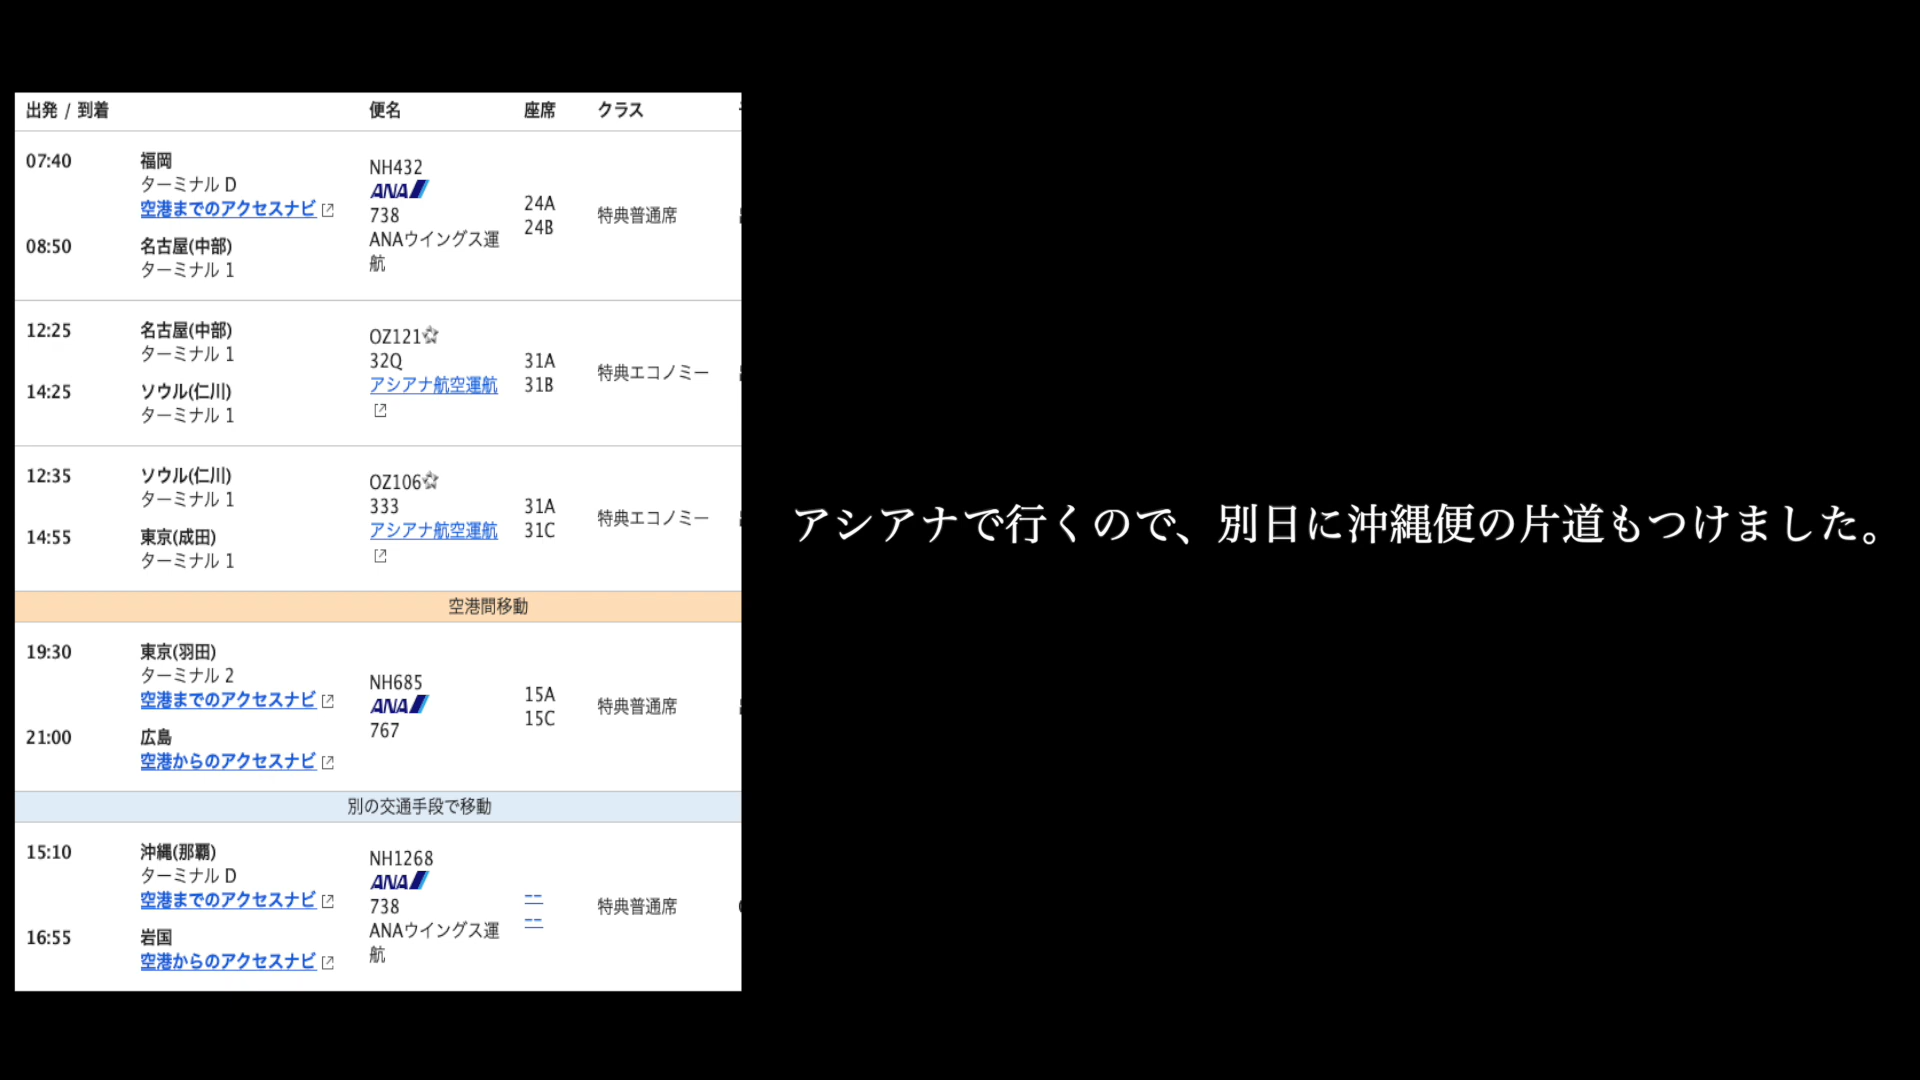 出発 / 到着 便名 座席 クラス
07:40 福岡
ターミナル D
空港までのアクセスナビ
08:50 名古屋(中部)
ターミナル 1
NH432
ANA
738
ANAウイングス運
航
24A
24B
特典普通席
12:25 名古屋(中部)
ターミナル 1
14:25 ソウル(仁川)
ターミナル 1
OZ121
32Q
アシアナ航空運航
31A
31B
特典エコノミー
12:35 ソウル(仁川)
ターミナル 1
14:55 東京(成田)
ターミナル 1
OZ106
333
アシアナ航空運航
31A
31C
特典エコノミー
空港間移動
19:30 東京(羽田)
ターミナル 2
空港までのアクセスナビ
21:00 広島
空港からのアクセスナビ
NH685
ANA
767
15A
15C
特典普通席
別の交通手段で移動
15:10 沖縄(那覇)
ターミナル D
空港までのアクセスナビ
16:55 岩国
空港からのアクセスナビ
NH1268
ANA
738
ANAウイングス運
航
--
--
特典普通席
アシアナで行くので、別日に沖縄便の片道もつけました。